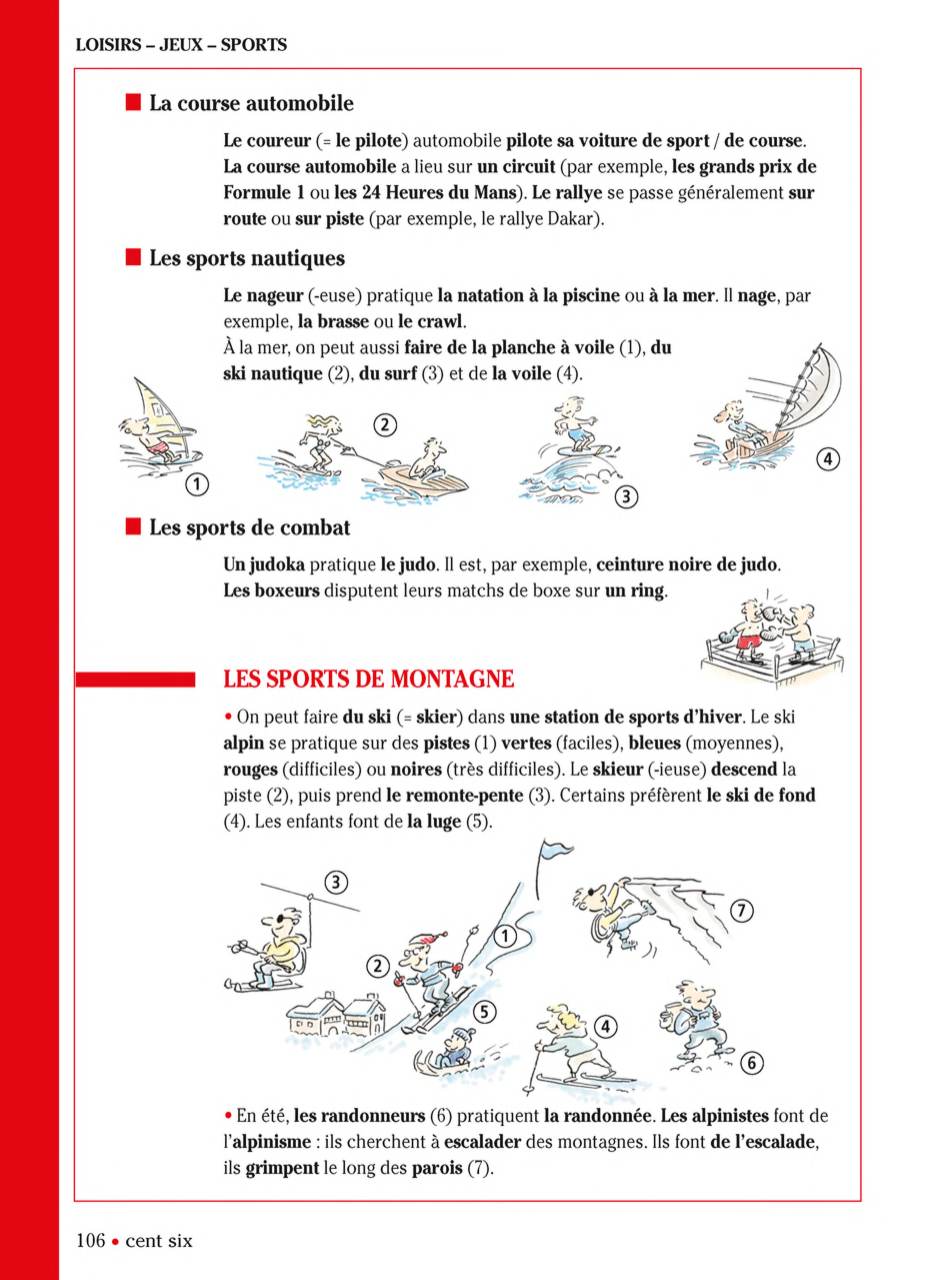 LOISIRS – JEUX – SPORTS
La course automobile
Le coureur (= le pilote) automobile pilote sa voiture de sport / de course.
La course automobile a lieu sur un circuit (par exemple, les grands prix de
Formule 1 ou les 24 Heures du Mans). Le rallye se passe généralement sur
route ou sur piste (par exemple, le rallye Dakar).
Les sports nautiques
Le nageur (-euse) pratique la natation à la piscine ou à la mer. Il nage, par
exemple, la brasse ou le crawl.
À la mer, on peut aussi faire de la planche à voile (1), du
ski nautique (2), du surf (3) et de la voile (4).
1
2
3
4
Les sports de combat
Un judoka pratique le judo. Il est, par exemple, ceinture noire de judo.
Les boxeurs disputent leurs matchs de boxe sur un ring.
LES SPORTS DE MONTAGNE
• On peut faire du ski (= skier) dans une station de sports d’hiver. Le ski
alpin se pratique sur des pistes (1) vertes (faciles), bleues (moyennes),
rouges (difficiles) ou noires (très difficiles). Le skieur (-ieuse) descend la
piste (2), puis prend le remonte-pente (3). Certains préfèrent le ski de fond
(4). Les enfants font de la luge (5).
3
7
1
2
5
4
6
• En été, les randonneurs (6) pratiquent la randonnée. Les alpinistes font de
l’alpinisme : ils cherchent à escalader des montagnes. Ils font de l’escalade,
ils grimpent le long des parois (7).
106 • cent six